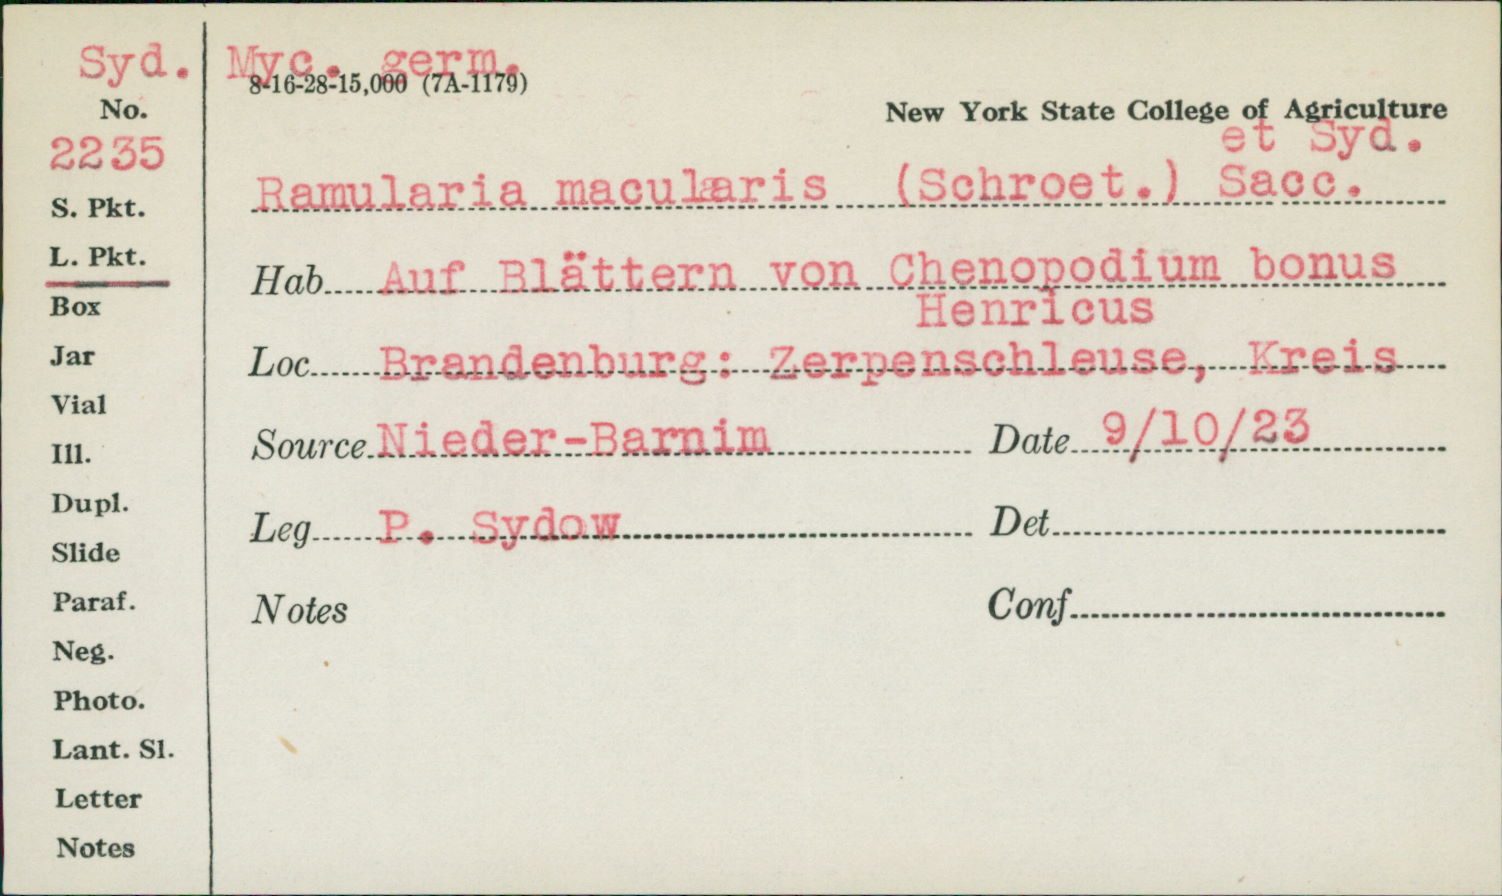 Syd. Myc. germ.
8-16-28-15,000 (7A-1179)
No.
New York State College of Agriculture
2235
et Syd.
Ramularia macularis (Schroet.) Sacc.
S. Pkt.
L. Pkt.
Hab Auf Blättern von Chenopodium bonus
Henricus
Box
Jar
Loc Brandenburg: Zerpenschleuse, Kreis
Vial
Source Nieder-Barnim Date 9/10/23
Ill.
Dupl.
Leg P. Sydow Det
Slide
Paraf.
Notes Conf
Neg.
Photo.
Lant. Sl.
Letter
Notes